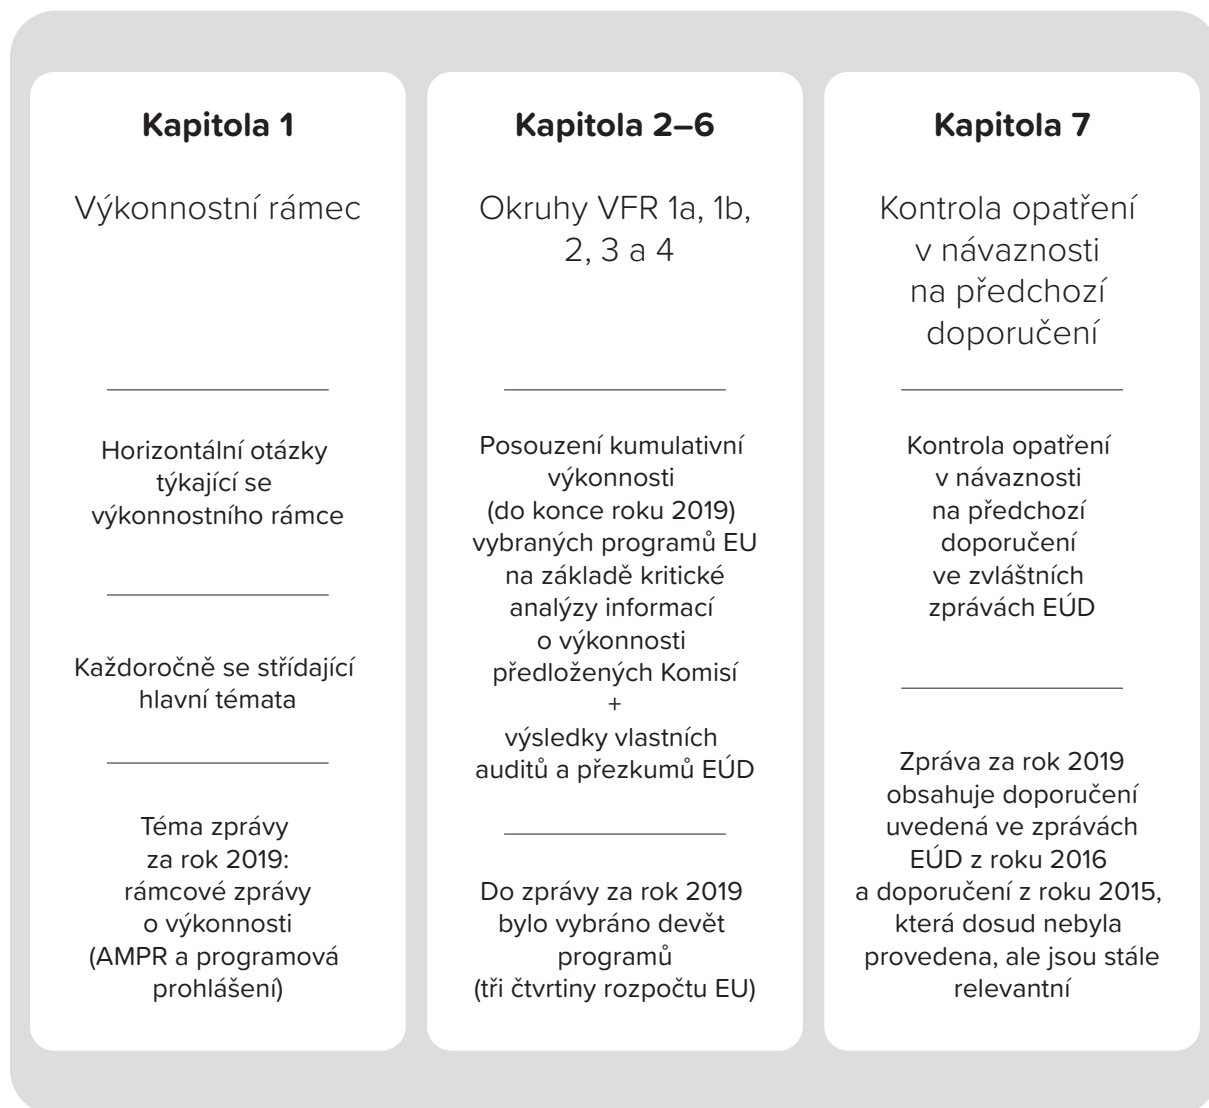 Kapitola 1
Výkonnostní rámec
Horizontální otázky
týkající se
výkonnostního rámce
Každoročně se střídající
hlavní témata
Téma zprávy
za rok 2019:
rámcové zprávy
o výkonnosti
(AMPR a programová
prohlášení)
Kapitola 2–6
Okruhy VFR 1a, 1b,
2, 3 a 4
Posouzení kumulativní
výkonnosti
(do konce roku 2019)
vybraných programů EU
na základě kritické
analýzy informací
o výkonnosti
předložených Komisí
+
výsledky vlastních
auditů a přezkumů EÚD
Do zprávy za rok 2019
bylo vybráno devět
programů
(tři čtvrtiny rozpočtu EU)
Kapitola 7
Kontrola opatření
v návaznosti
na předchozí
doporučení
Kontrola opatření
v návaznosti
na předchozí
doporučení
ve zvláštních
zprávách EÚD
Zpráva za rok 2019
obsahuje doporučení
uvedená ve zprávách
EÚD z roku 2016
a doporučení z roku 2015,
která dosud nebyla
provedena, ale jsou stále
relevantní